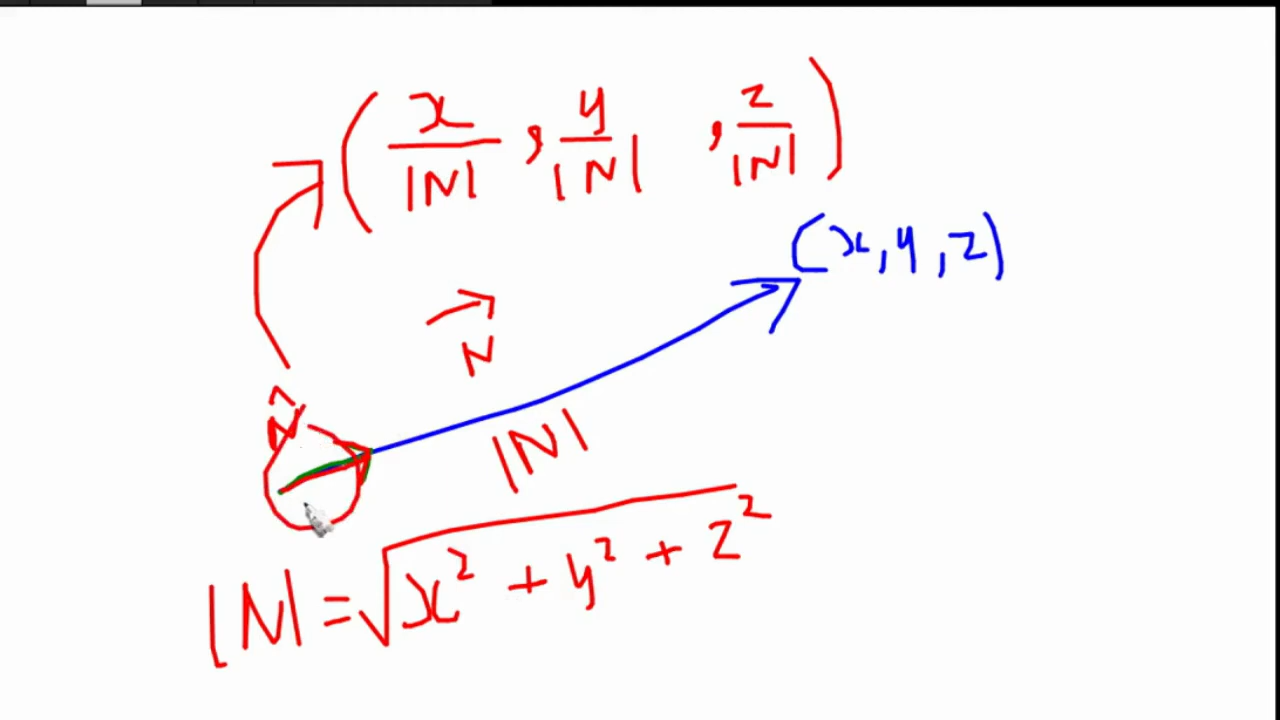 (x/|N|, y/|N|, z/|N|)
(x, y, z)
N⃗
N̂
|N|
|N| = √(x² + y² + z²)